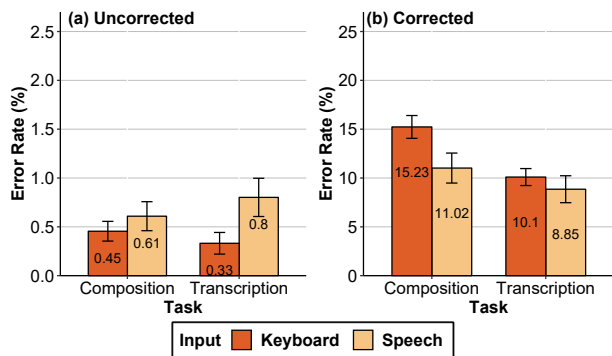 (a) Uncorrected
Error Rate (%)
2.5
2.0
1.5
1.0
0.5
0.0
0.45
0.61
0.33
0.8
Composition Transcription
Task
(b) Corrected
Error Rate (%)
25
20
15
10
5
0
15.23
11.02
10.1
8.85
Composition Transcription
Task
Input Keyboard Speech